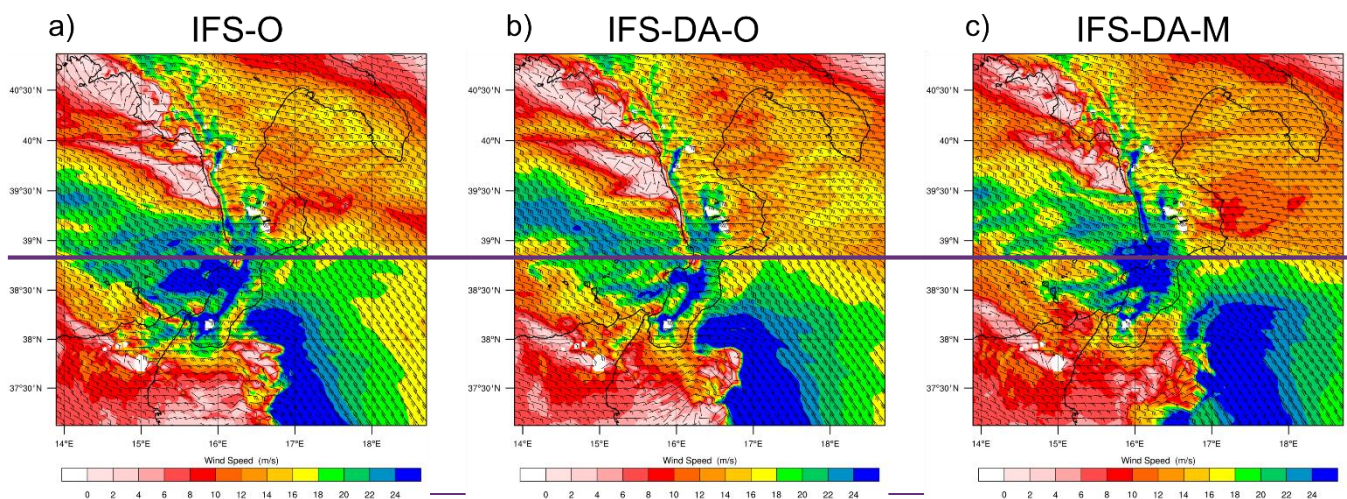 a) IFS-O
b) IFS-DA-O
c) IFS-DA-M
40°30'N
40°N
39°30'N
39°N
38°30'N
38°N
37°30'N
14°E 15°E 16°E 17°E 18°E
Wind Speed (m/s)
0 2 4 6 8 10 12 14 16 18 20 22 24
40°30'N
40°N
39°30'N
39°N
38°30'N
38°N
37°30'N
14°E 15°E 16°E 17°E 18°E
Wind Speed (m/s)
0 2 4 6 8 10 12 14 16 18 20 22 24
40°30'N
40°N
39°30'N
39°N
38°30'N
38°N
37°30'N
14°E 15°E 16°E 17°E 18°E
Wind Speed (m/s)
0 2 4 6 8 10 12 14 16 18 20 22 24